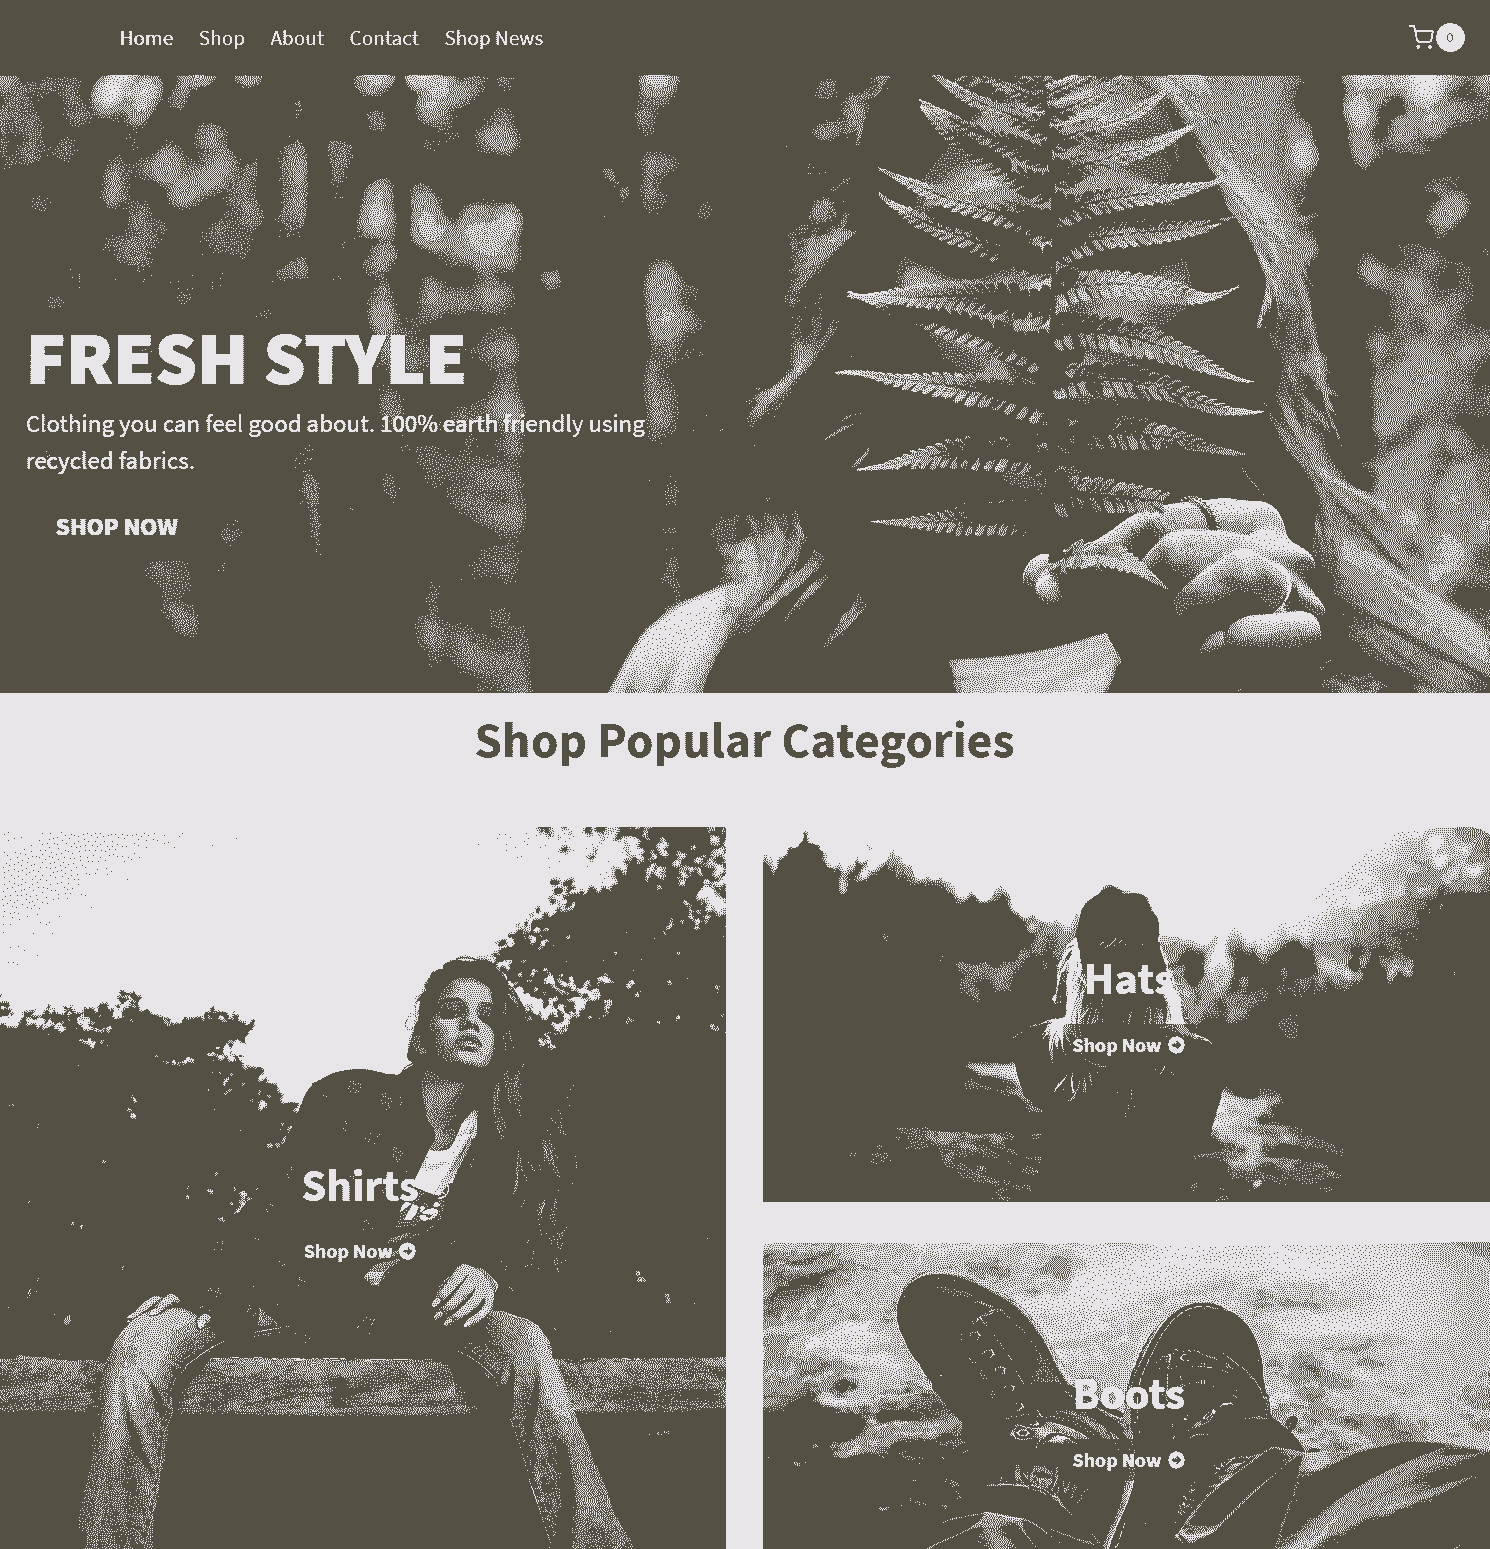 Home Shop About Contact Shop News 0
FRESH STYLE
Clothing you can feel good about. 100% earth friendly using
recycled fabrics.
SHOP NOW
Shop Popular Categories
Hats
Shop Now
Shirts
Shop Now
Boots
Shop Now